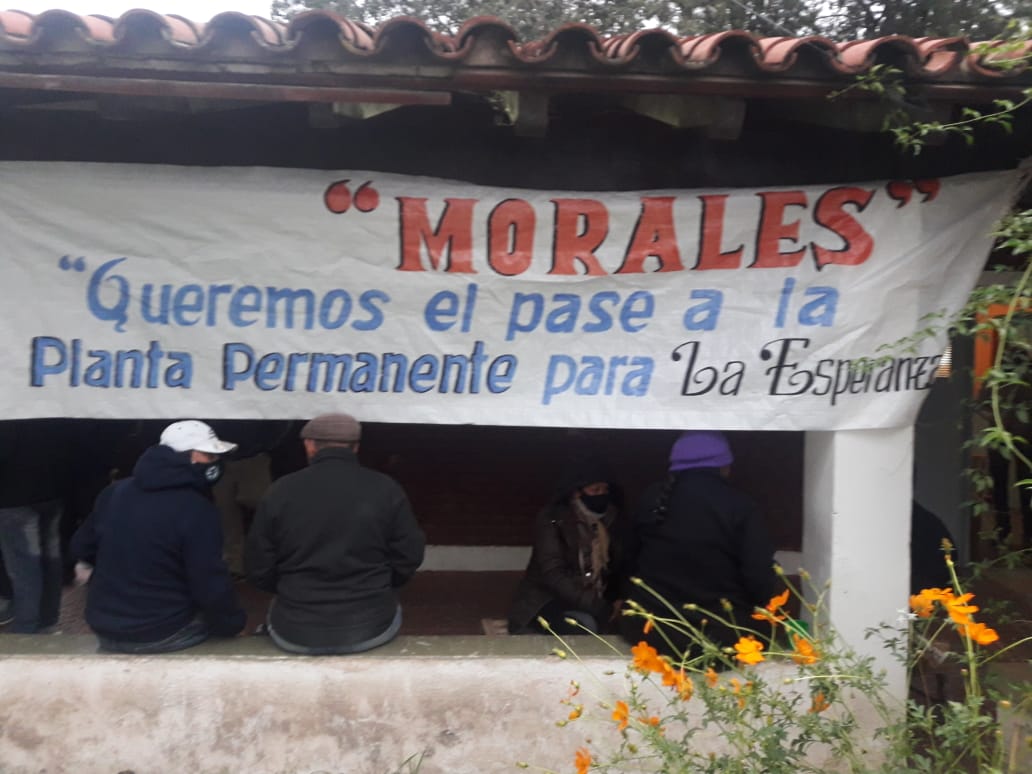 “MORALES”
“Queremos el pase a la
Planta Permanente para La Esperanza